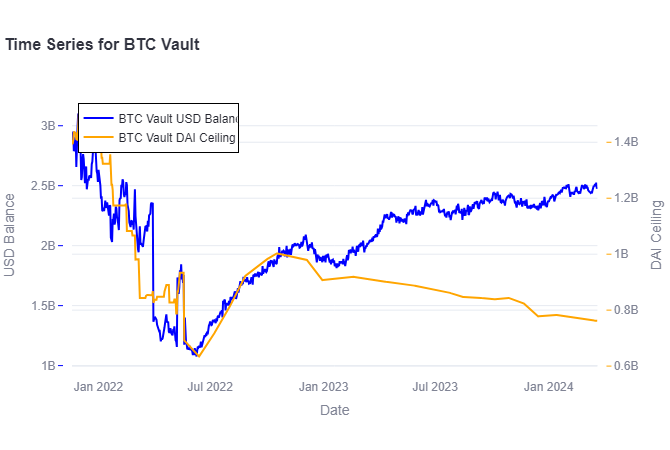 Time Series for BTC Vault
BTC Vault USD Balanc
BTC Vault DAI Ceiling
3B
2.5B
2B
1.5B
1B
1.4B
1.2B
1B
0.8B
0.6B
USD Balance
DAI Ceiling
Jan 2022
Jul 2022
Jan 2023
Jul 2023
Jan 2024
Date